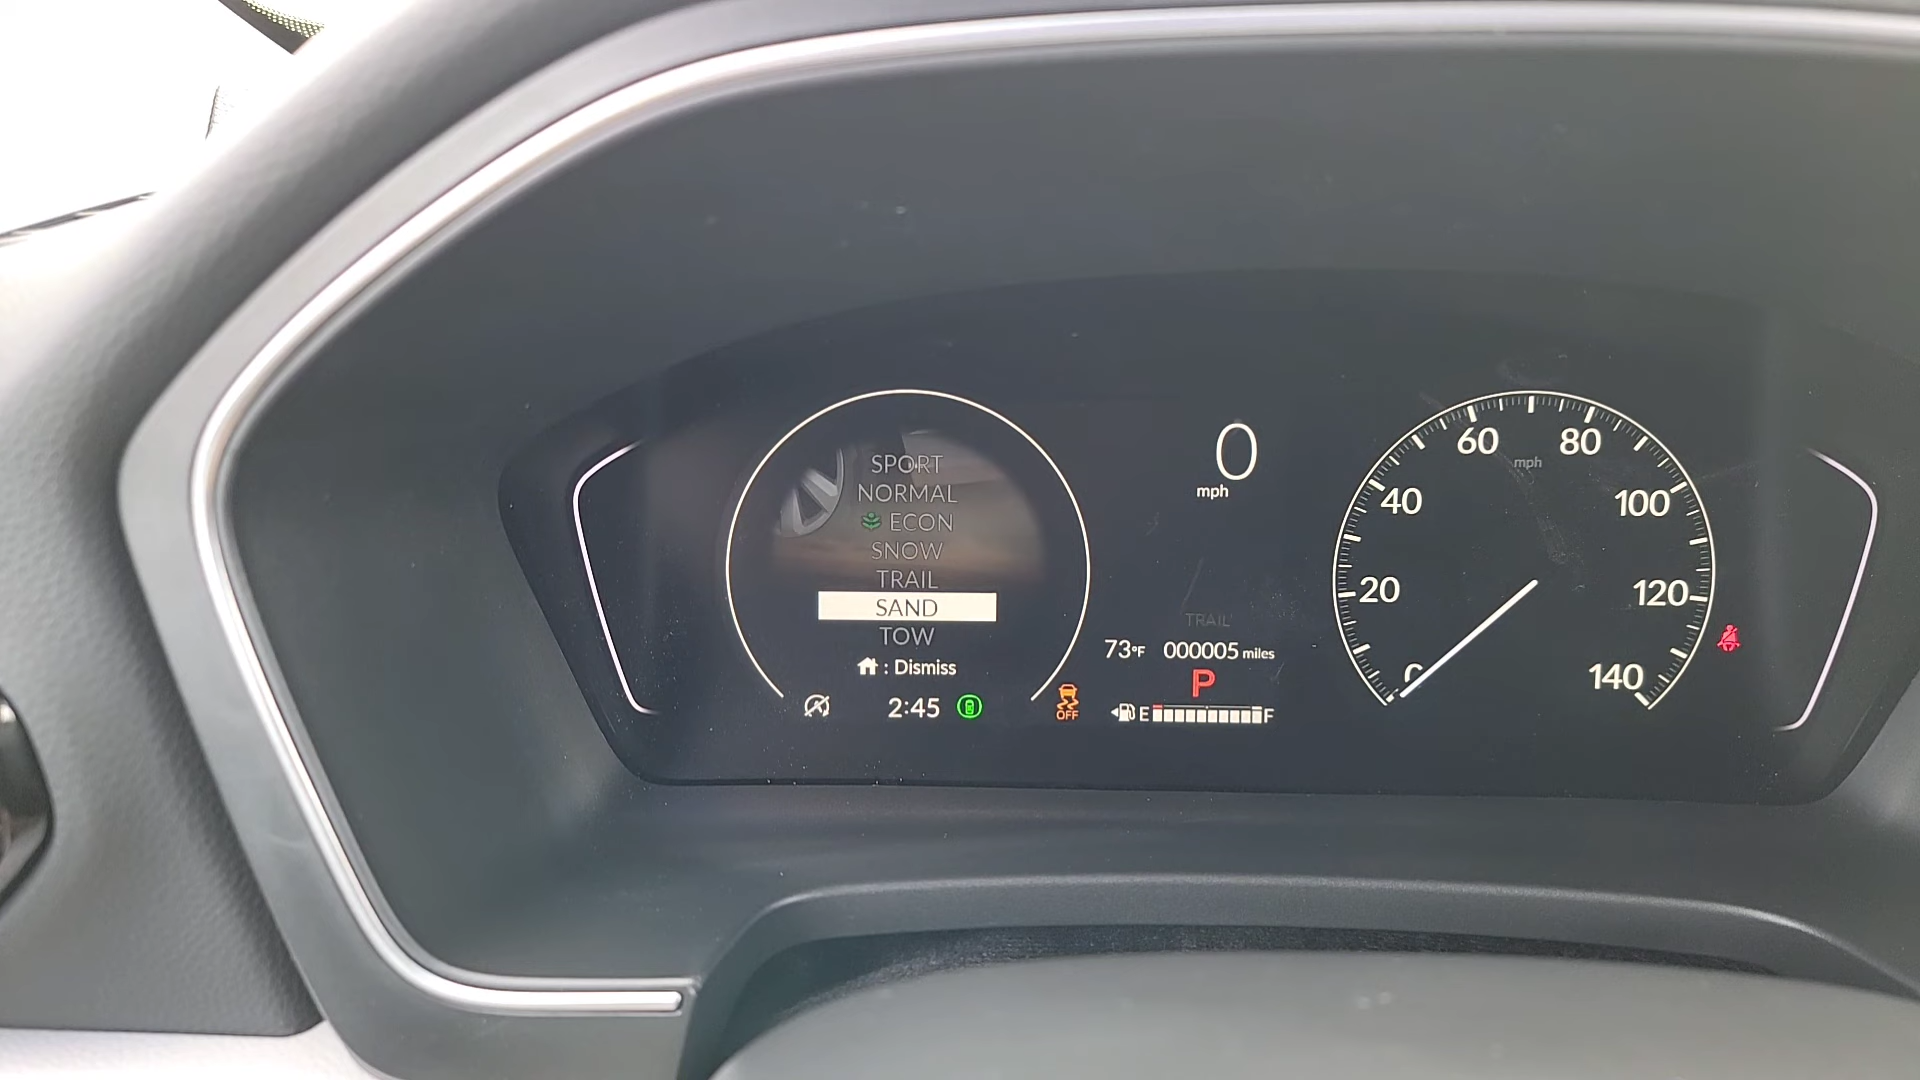 SPORT
NORMAL
ECON
SNOW
TRAIL
SAND
TOW
: Dismiss
2:45
OFF
0
mph
TRAIL
73°F 000005 miles
P
E F
0
20
40
60
80
100
120
140
mph